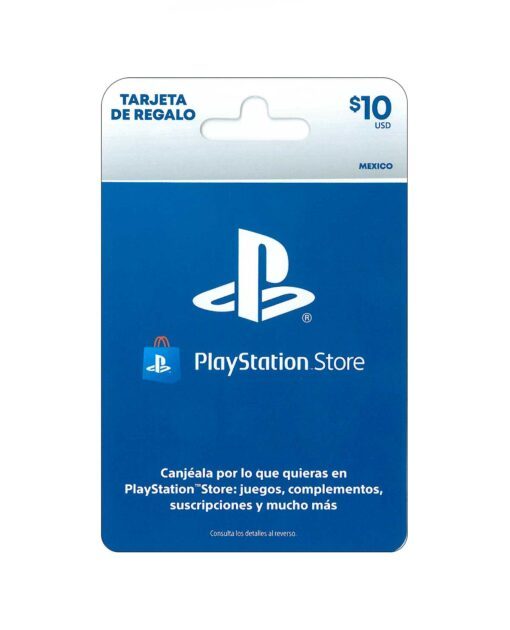 TARJETA
DE REGALO
$10
USD
MEXICO
®
PlayStation Store
Canjéala por lo que quieras en
PlayStation™Store: juegos, complementos,
suscripciones y mucho más
Consulta los detalles al reverso.